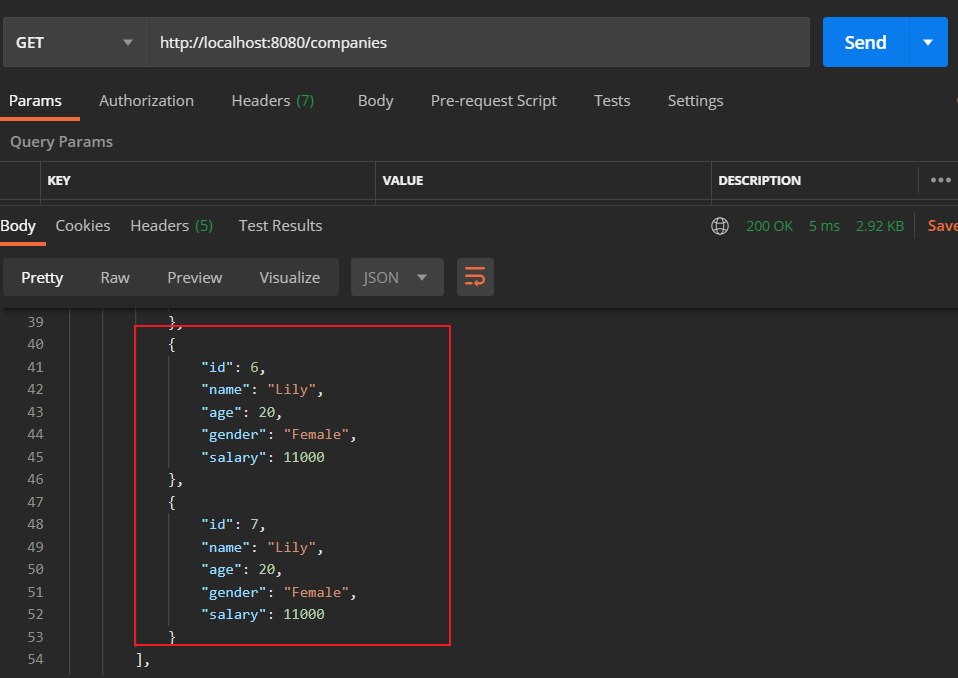 GET http://localhost:8080/companies Send
Params Authorization Headers (7) Body Pre-request Script Tests Settings
Query Params
KEY VALUE DESCRIPTION •••
Body Cookies Headers (5) Test Results 200 OK 5 ms 2.92 KB Save
Pretty Raw Preview Visualize JSON
39 },
40 {
41 "id": 6,
42 "name": "Lily",
43 "age": 20,
44 "gender": "Female",
45 "salary": 11000
46 },
47 {
48 "id": 7,
49 "name": "Lily",
50 "age": 20,
51 "gender": "Female",
52 "salary": 11000
53 }
54 ],